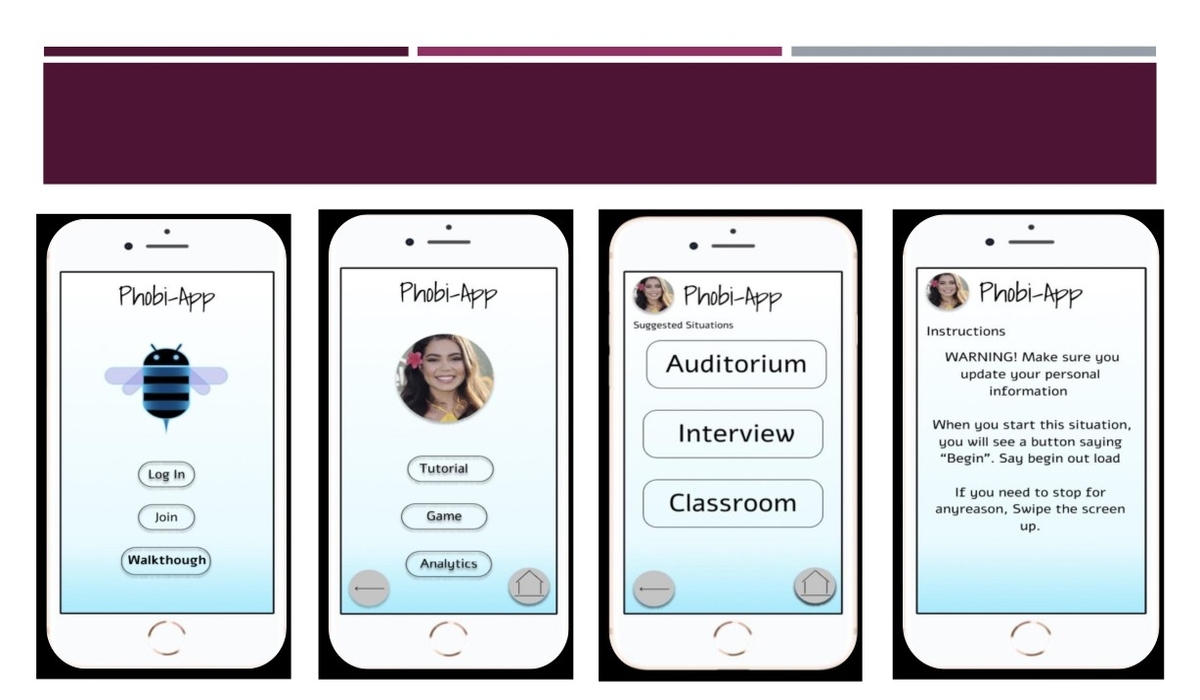 Phobi-App
Log In
Join
Walkthough
Phobi-App
Tutorial
Game
Analytics
Phobi-App
Suggested Situations
Auditorium
Interview
Classroom
Phobi-App
Instructions
WARNING! Make sure you
update your personal
information
When you start this situation,
you will see a button saying
“Begin”. Say begin out load
If you need to stop for
anyreason, Swipe the screen
up.